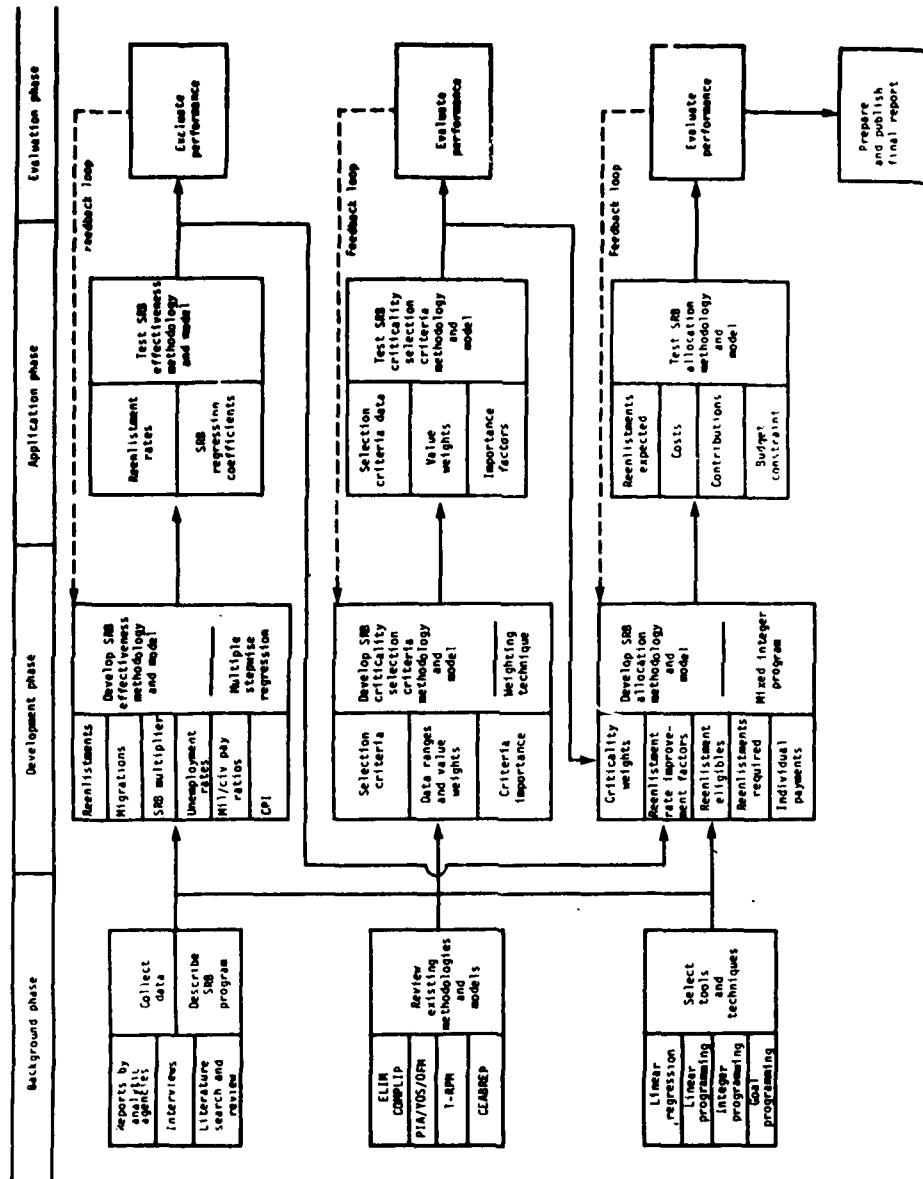 Background phase
Development phase
Application phase
Evaluation phase
Reports by
analytic
agencies
Interviews
Literature
search and
review
Collect
data
Describe
SRB
program
Reenlistments
Migrations
SRB multiplier
Unemployment
rates
Mil/civ pay
ratios
CPI
Develop SRB
effectiveness
methodology
and model
Multiple
stepwise
regression
Reenlistment
rates
SRB
regression
coefficients
Test SRB
effectiveness
methodology
and model
Feedback loop
Evaluate
performance
ELIM
COMPLIP
PIA/YOS/OFM
T-RPM
CEABREP
Review
existing
methodologies
and models
Selection
criteria
Data ranges
and value
weights
Criteria
importance
Develop SRB
criticality
selection
criteria
methodology
and
model
Weighting
technique
Selection
criteria data
Value
weights
Importance
factors
Test SRB
criticality
selection
criteria
methodology
and
model
Feedback loop
Evaluate
performance
Linear
regression
Linear
programming
Integer
programming
Goal
programming
Select
tools
and
techniques
Criticality
weights
Reenlistment
rate improve-
ment factors
Reenlistment
eligibles
Reenlistments
required
Individual
payments
Develop SRB
allocation
methodology
and
model
Mixed integer
program
Reenlistments
expected
Costs
Contributions
Budget
constraint
Test SRB
allocation
methodology
and
model
Feedback loop
Evaluate
performance
Prepare
and publish
final report